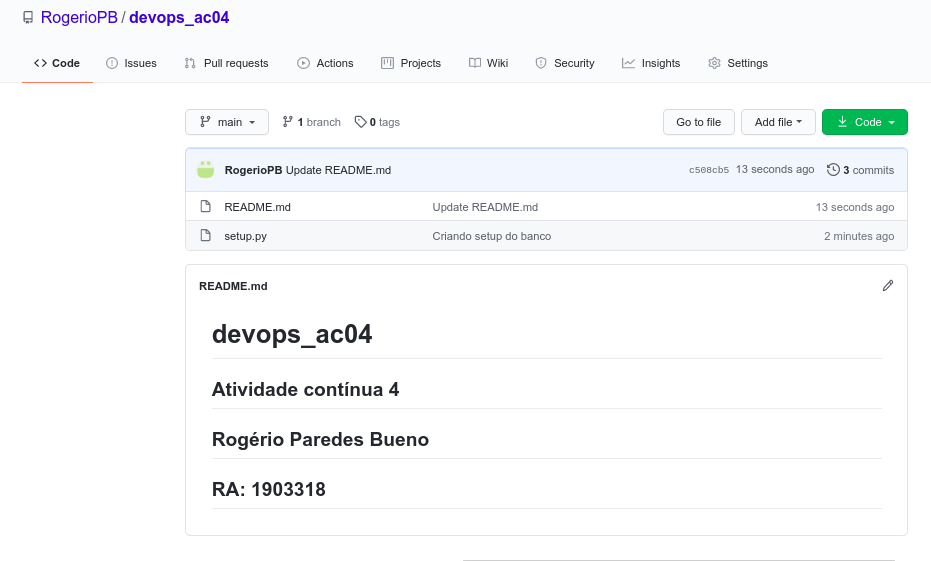 RogerioPB / devops_ac04
Code Issues Pull requests Actions Projects Wiki Security Insights Settings
main 1 branch 0 tags Go to file Add file Code
RogerioPB Update README.md c508cb5 13 seconds ago 3 commits
README.md Update README.md 13 seconds ago
setup.py Criando setup do banco 2 minutes ago
README.md
devops_ac04
Atividade contínua 4
Rogério Paredes Bueno
RA: 1903318